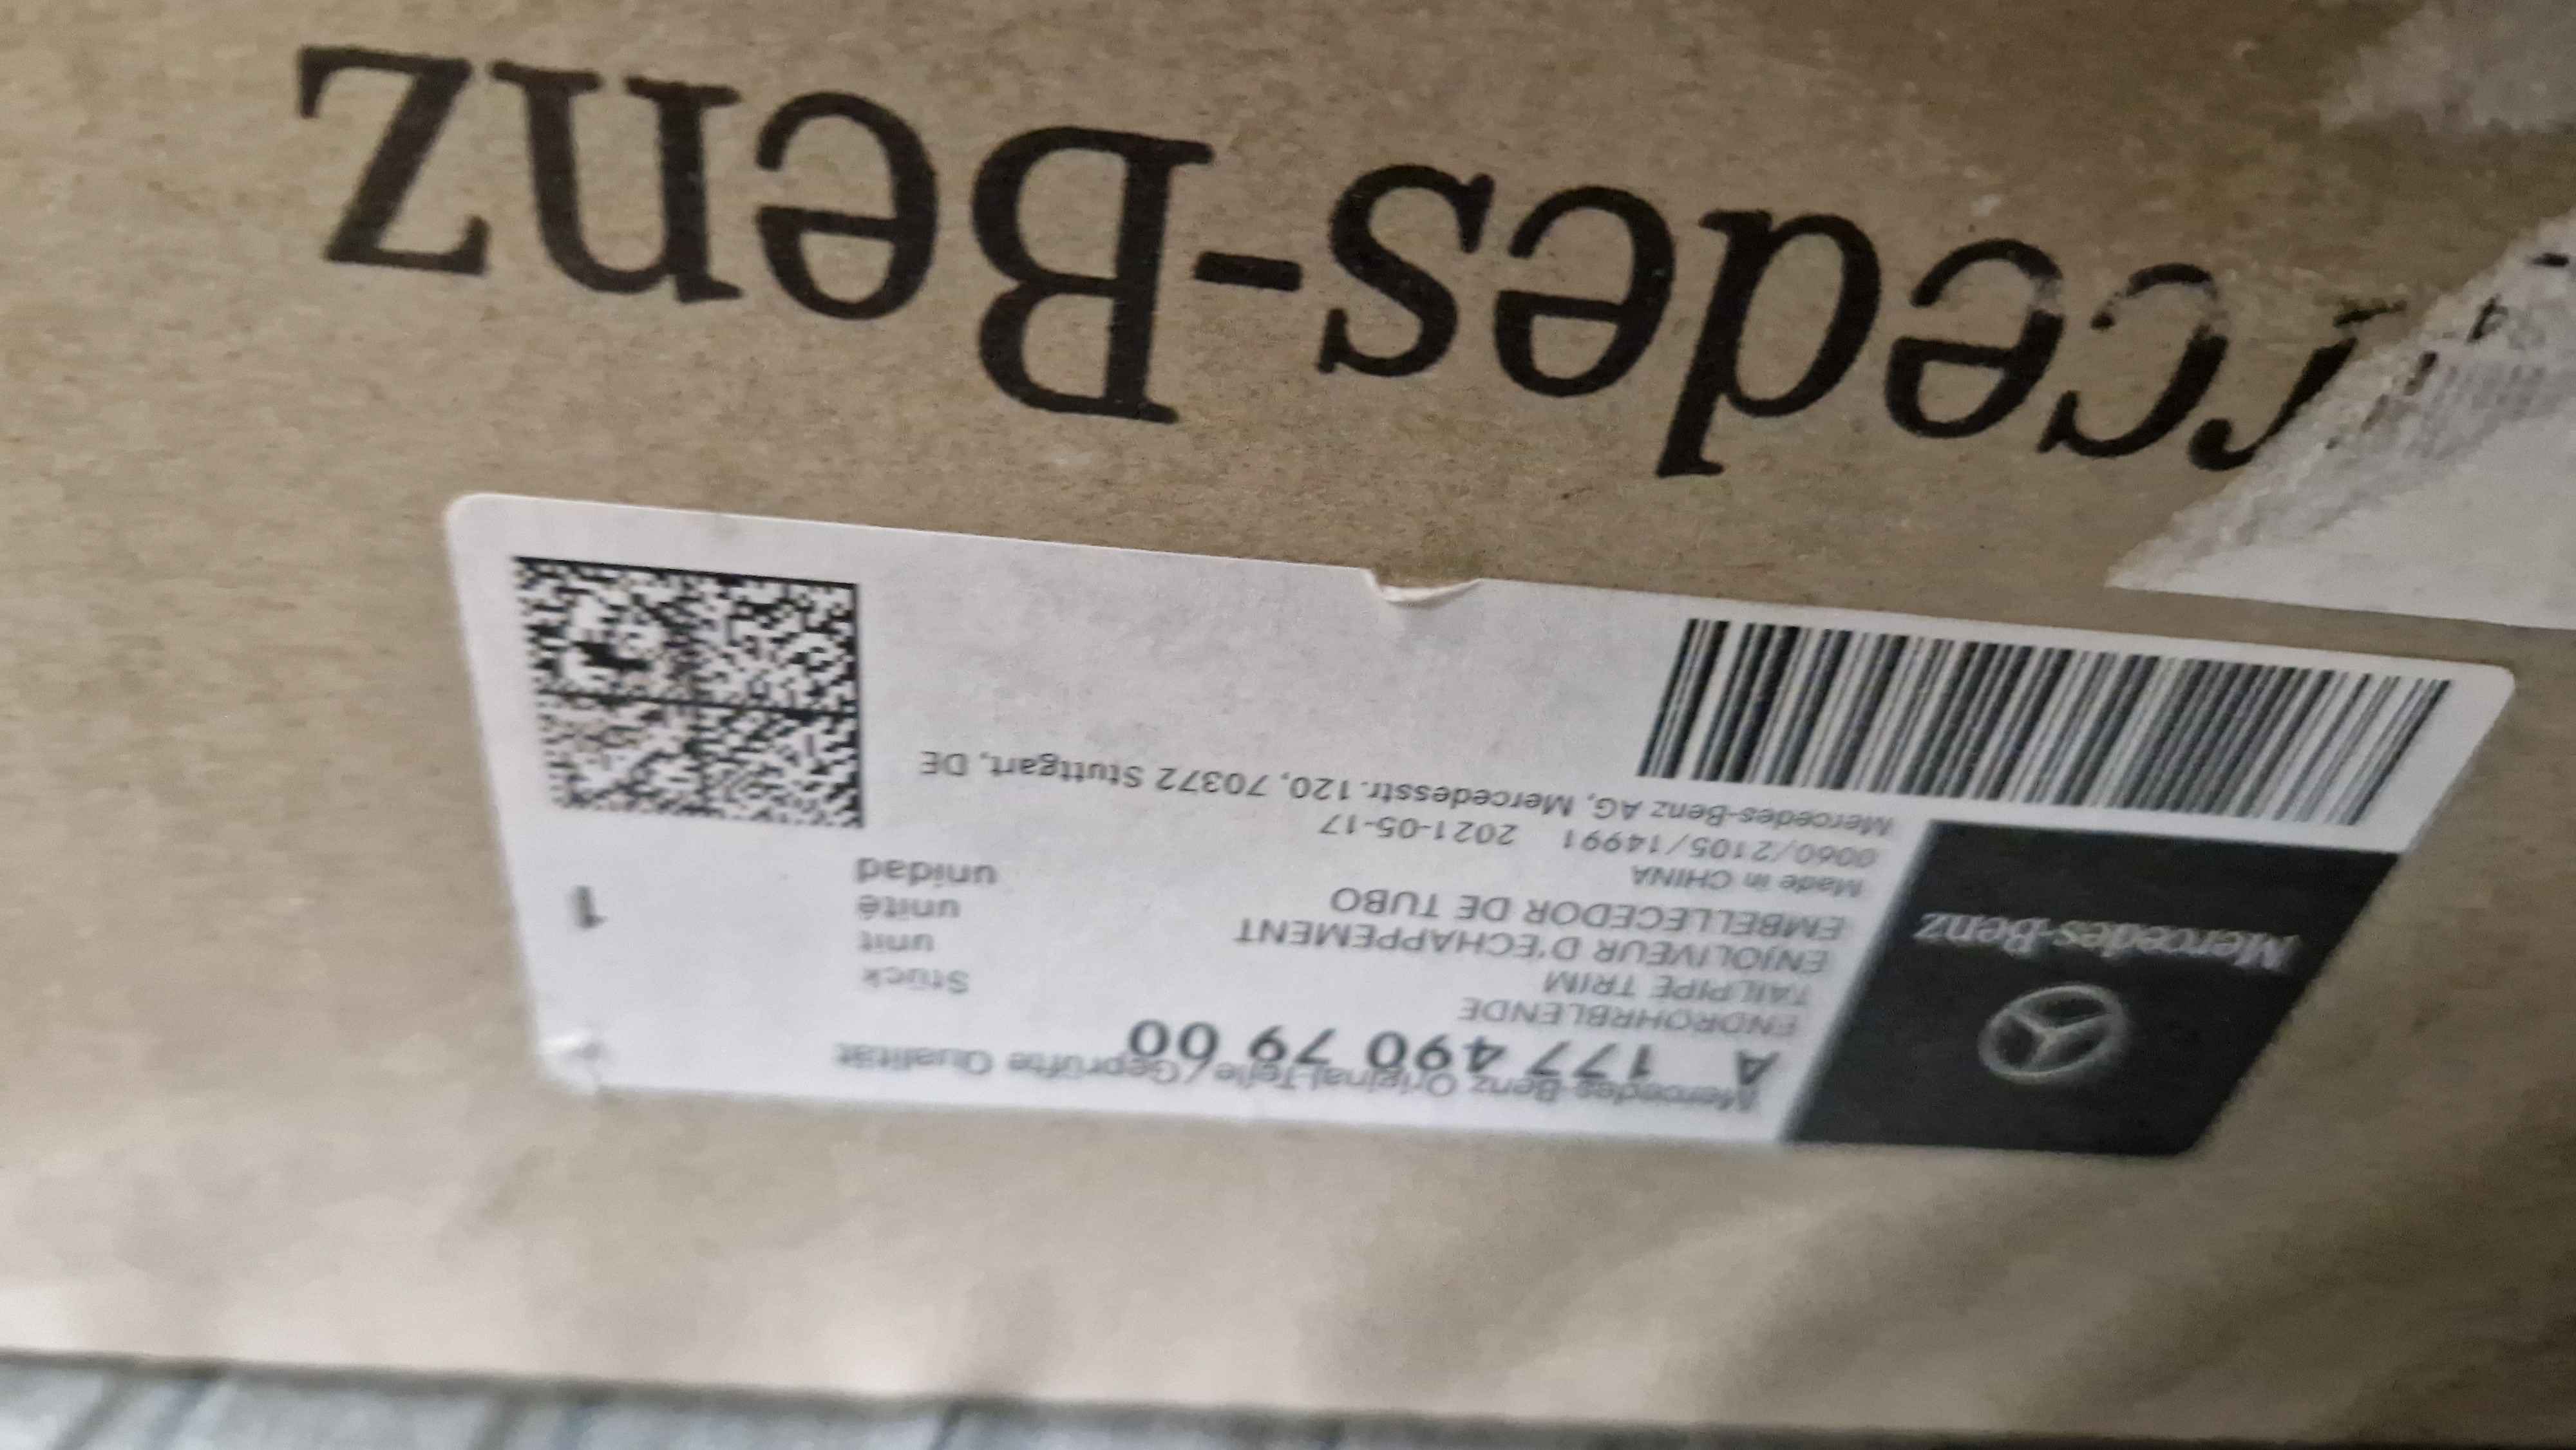 Mercedes-Benz Original-Teile/Geprüfte Qualität
A 177 490 79 00
ENDROHRBLENDE
TAILPIPE TRIM
ENJOLIVEUR D'ECHAPPEMENT
EMBELLECEDOR DE TUBO
Made in CHINA
0060/2105/14991 2021-05-17
Mercedes-Benz AG, Mercedesstr.120, 70372 Stuttgart, DE
Stück
unit
unité
unidad
1
Mercedes-Benz
rcedes-Benz